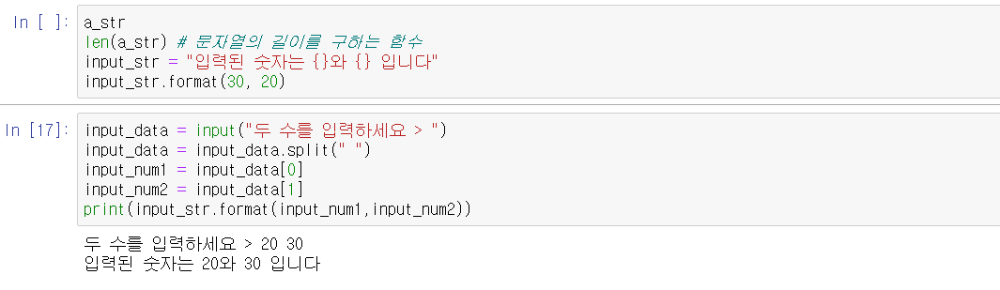 In [ ]:
a_str
len(a_str) # 문자열의 길이를 구하는 함수
input_str = "입력된 숫자는 {}와 {} 입니다"
input_str.format(30, 20)
In [17]:
input_data = input("두 수를 입력하세요 > ")
input_data = input_data.split(" ")
input_num1 = input_data[0]
input_num2 = input_data[1]
print(input_str.format(input_num1,input_num2))
두 수를 입력하세요 > 20 30
입력된 숫자는 20와 30 입니다